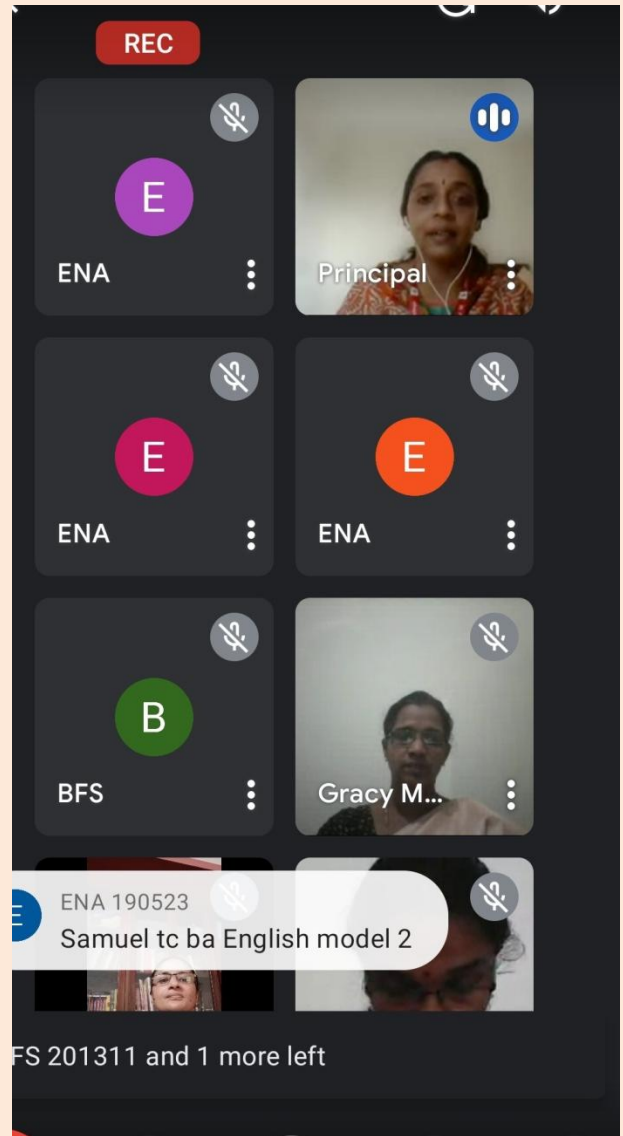 REC
E
ENA
Principal
E
ENA
E
ENA
B
BFS
Gracy M...
E
ENA 190523
Samuel tc ba English model 2
FS 201311 and 1 more left